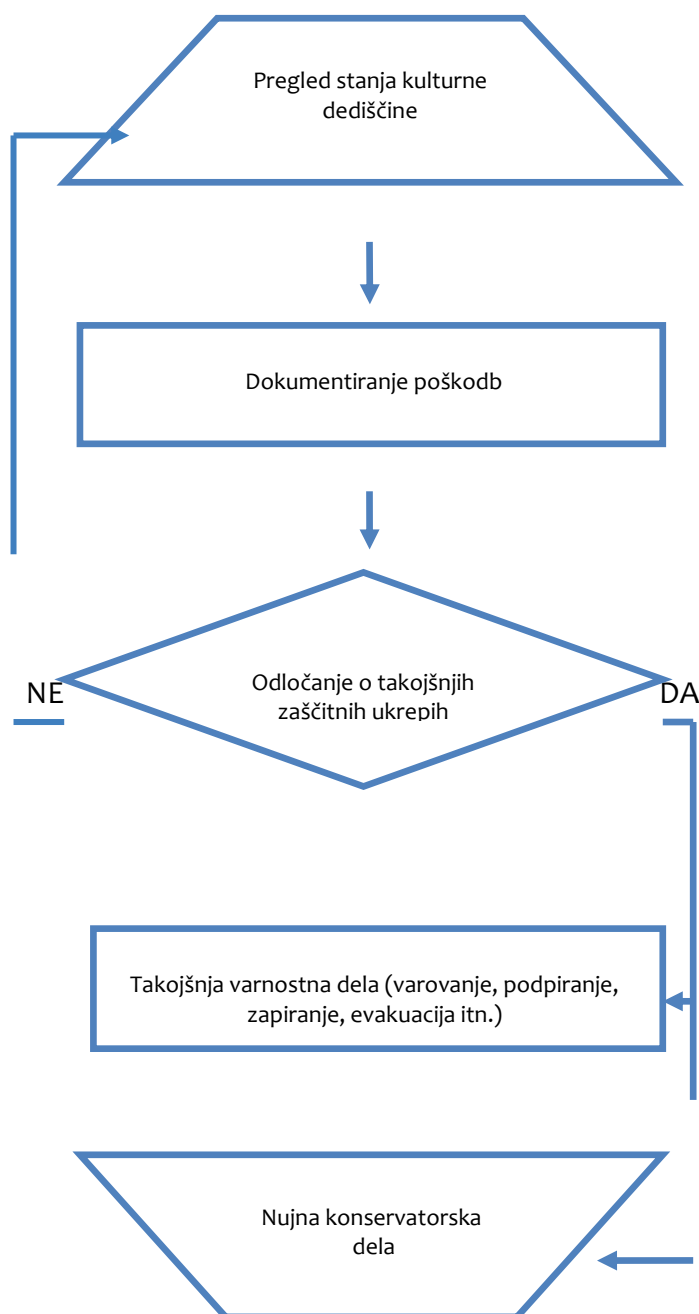 Pregled stanja kulturne
dediščine
Dokumentiranje poškodb
NE
Odločanje o takojšnjih
zaščitnih ukrepih
DA
Takojšnja varnostna dela (varovanje, podpiranje,
zapiranje, evakuacija itn.)
Nujna konservatorska
dela